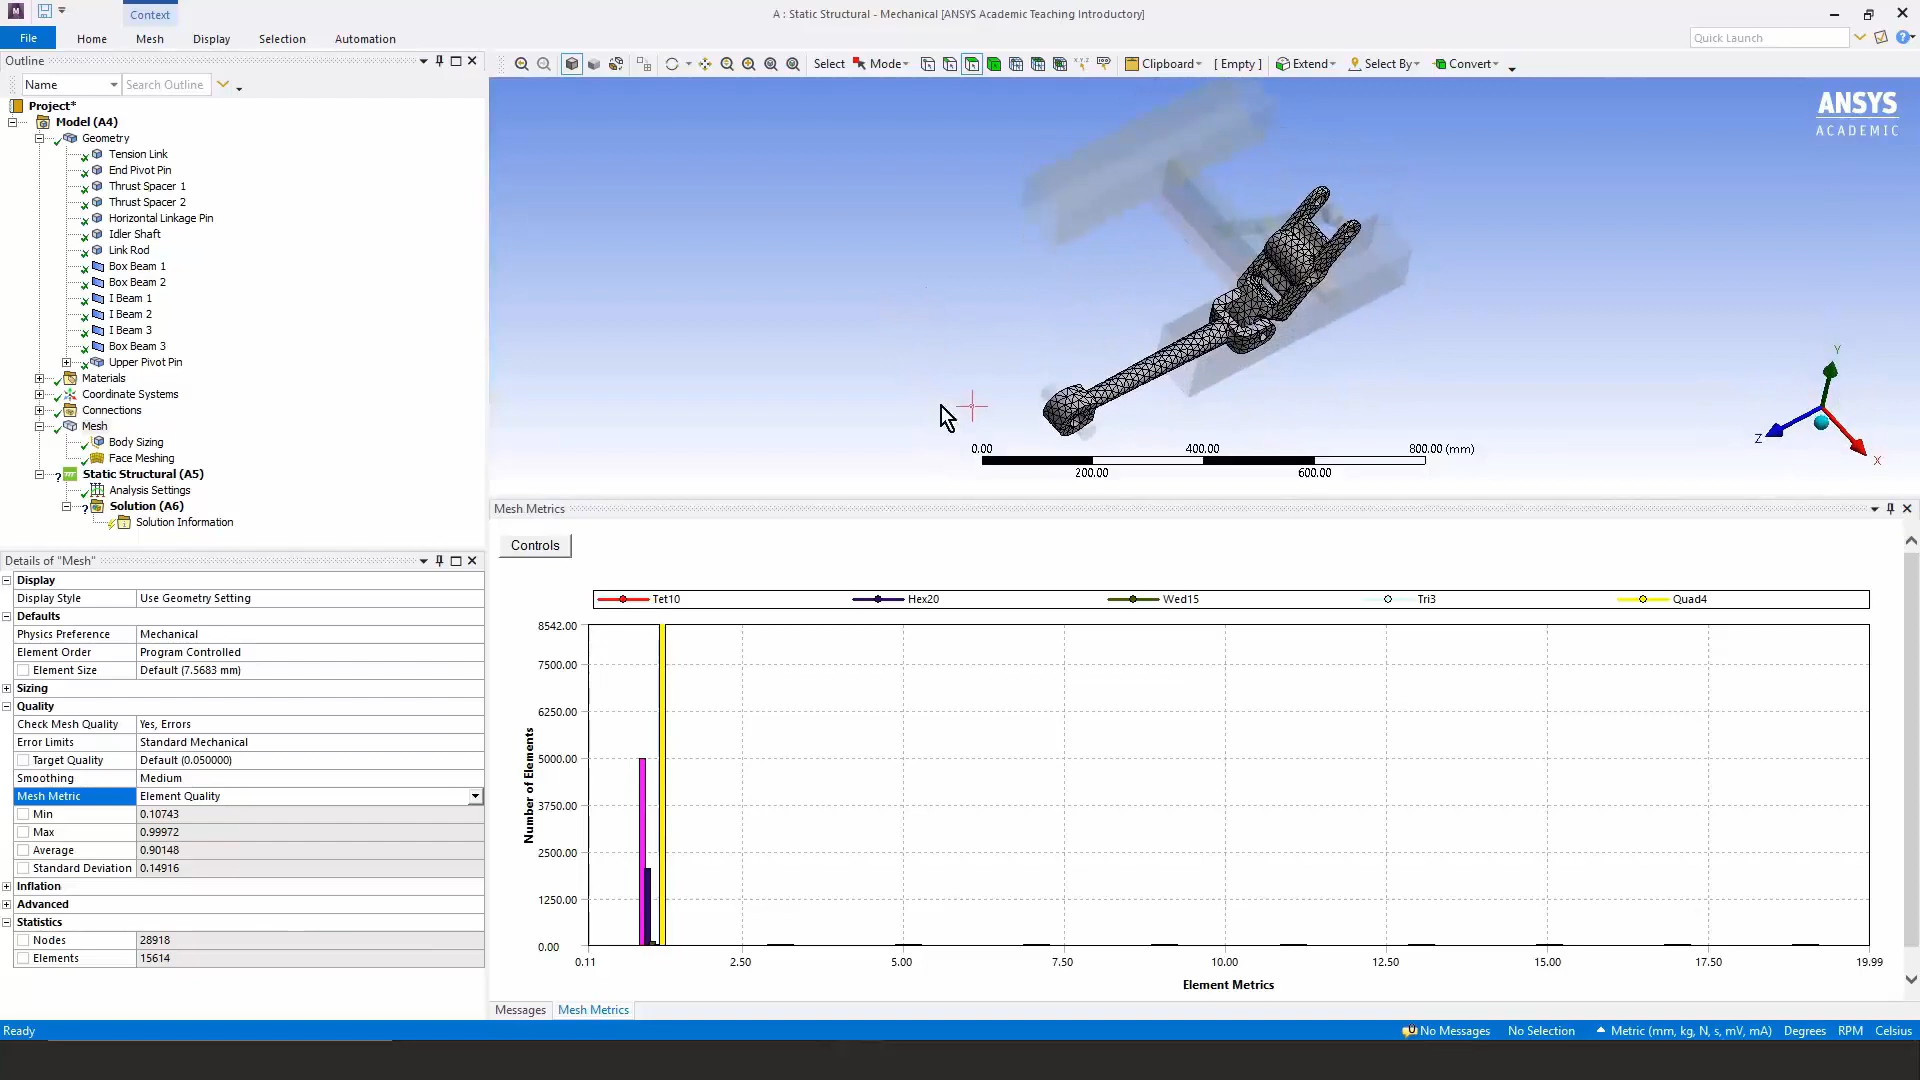 Context
A : Static Structural - Mechanical [ANSYS Academic Teaching Introductory]
File Home Mesh Display Selection Automation
Quick Launch
Outline
Name Search Outline
Select Mode Clipboard [ Empty ] Extend Select By Convert
Project*
Model (A4)
Geometry
Tension Link
End Pivot Pin
Thrust Spacer 1
Thrust Spacer 2
Horizontal Linkage Pin
Idler Shaft
Link Rod
Box Beam 1
Box Beam 2
I Beam 1
I Beam 2
I Beam 3
Box Beam 3
Upper Pivot Pin
Materials
Coordinate Systems
Connections
Mesh
Body Sizing
Face Meshing
Static Structural (A5)
Analysis Settings
Solution (A6)
Solution Information
ANSYS
ACADEMIC
0.00 400.00 800.00 (mm)
200.00 600.00
Y
Z
X
Details of "Mesh"
Display
Display Style Use Geometry Setting
Defaults
Physics Preference Mechanical
Element Order Program Controlled
Element Size Default (7.5683 mm)
Sizing
Quality
Check Mesh Quality Yes, Errors
Error Limits Standard Mechanical
Target Quality Default (0.050000)
Smoothing Medium
Mesh Metric Element Quality
Min 0.10743
Max 0.99972
Average 0.90148
Standard Deviation 0.14916
Inflation
Advanced
Statistics
Nodes 28918
Elements 15614
Mesh Metrics
Controls
Tet10 Hex20 Wed15 Tri3 Quad4
Number of Elements
8542.00
7500.00
6250.00
5000.00
3750.00
2500.00
1250.00
0.00
0.11 2.50 5.00 7.50 10.00 12.50 15.00 17.50 19.99
Element Metrics
Messages Mesh Metrics
Ready
No Messages No Selection Metric (mm, kg, N, s, mV, mA) Degrees RPM Celsius